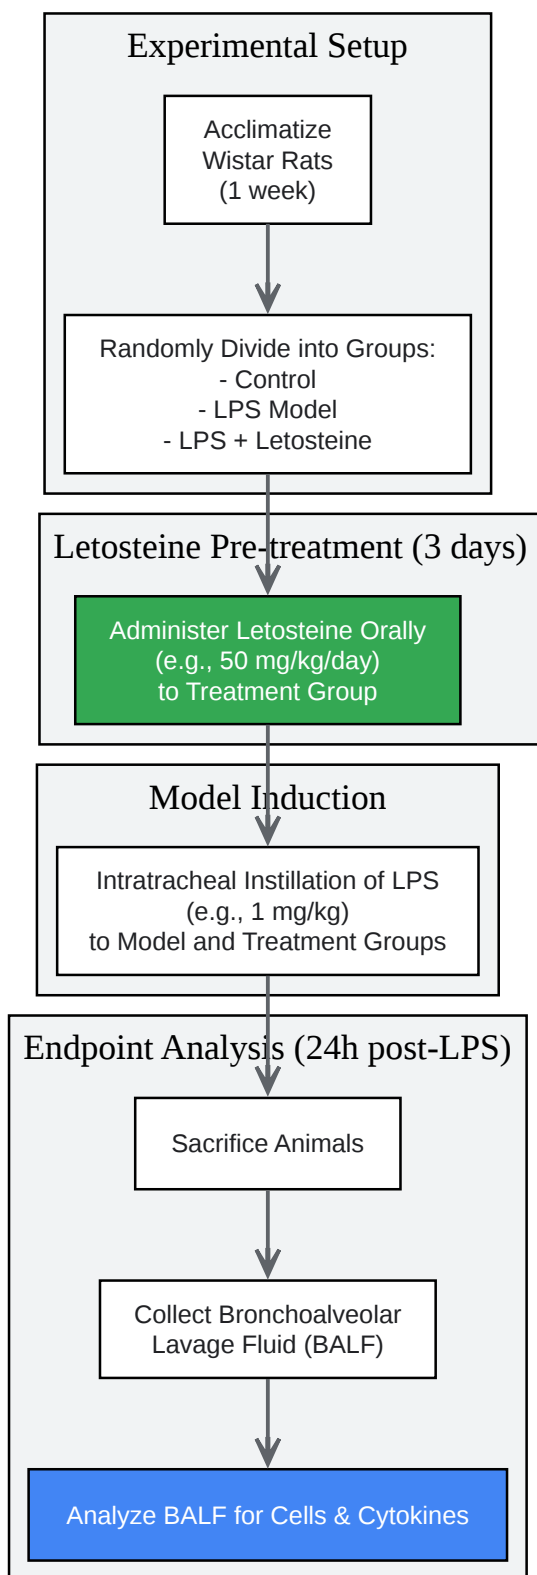 Experimental Setup
Acclimatize
Wistar Rats
(1 week)
Randomly Divide into Groups:
- Control
- LPS Model
- LPS + Letosteine
Letosteine Pre-treatment (3 days)
Administer Letosteine Orally
(e.g., 50 mg/kg/day)
to Treatment Group
Model Induction
Intratracheal Instillation of LPS
(e.g., 1 mg/kg)
to Model and Treatment Groups
Endpoint Analysis (24h post-LPS)
Sacrifice Animals
Collect Bronchoalveolar
Lavage Fluid (BALF)
Analyze BALF for Cells & Cytokines